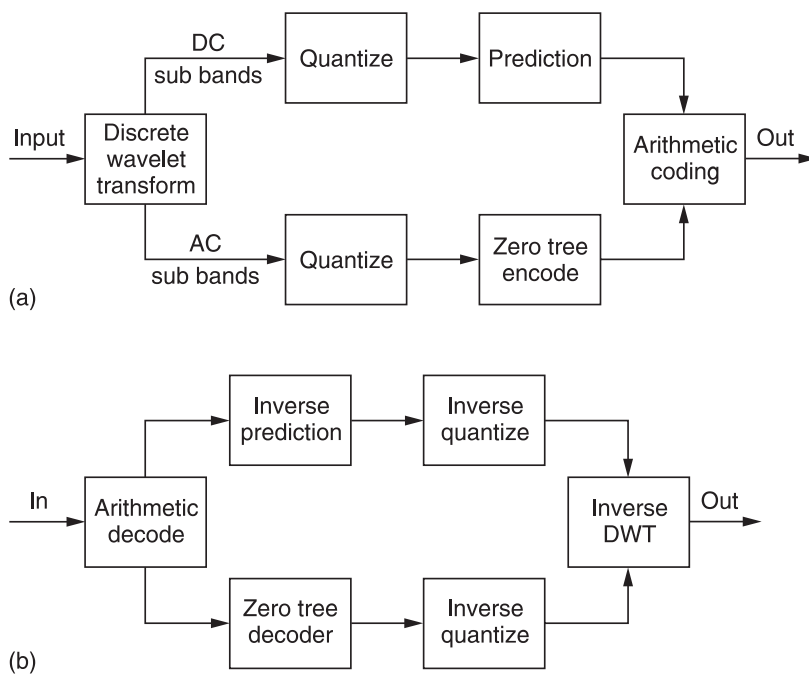 DC
sub bands
Quantize
Prediction
Input
Discrete
wavelet
transform
Arithmetic
coding
Out
AC
sub bands
Quantize
Zero tree
encode
(a)
Inverse
prediction
Inverse
quantize
In
Arithmetic
decode
Inverse
DWT
Out
Zero tree
decoder
Inverse
quantize
(b)